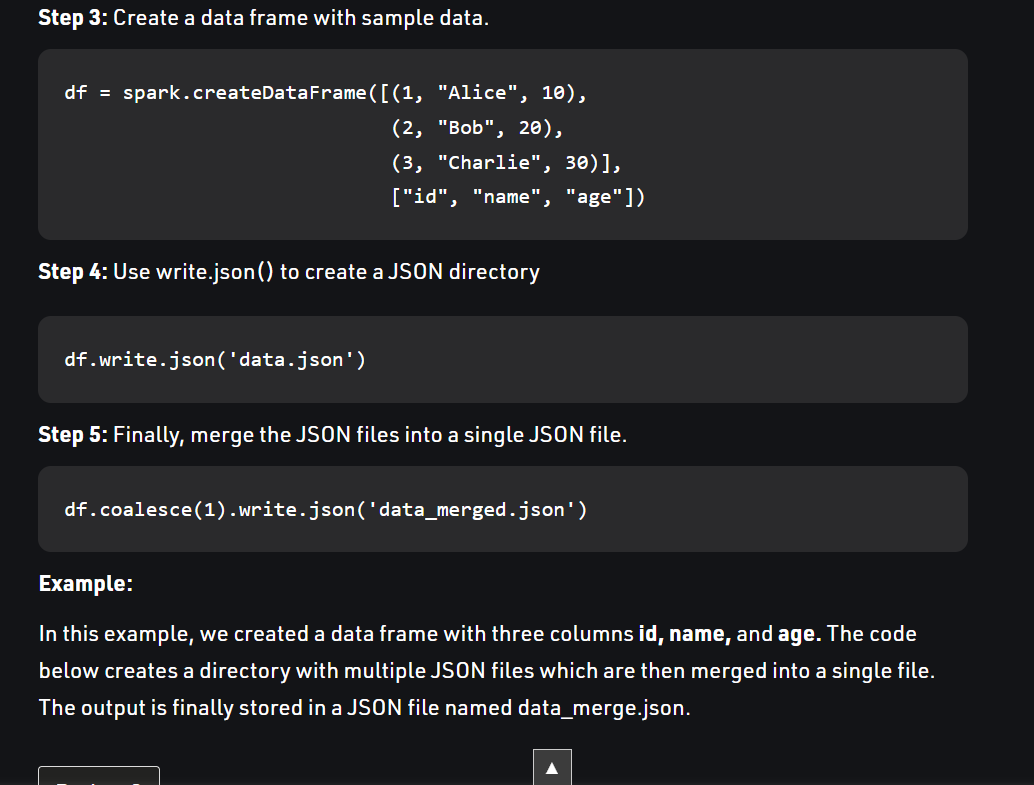 Step 3: Create a data frame with sample data.
df = spark.createDataFrame([(1, "Alice", 10),
(2, "Bob", 20),
(3, "Charlie", 30)],
["id", "name", "age"])
Step 4: Use write.json() to create a JSON directory
df.write.json('data.json')
Step 5: Finally, merge the JSON files into a single JSON file.
df.coalesce(1).write.json('data_merged.json')
Example:
In this example, we created a data frame with three columns id, name, and age. The code
below creates a directory with multiple JSON files which are then merged into a single file.
The output is finally stored in a JSON file named data_merge.json.